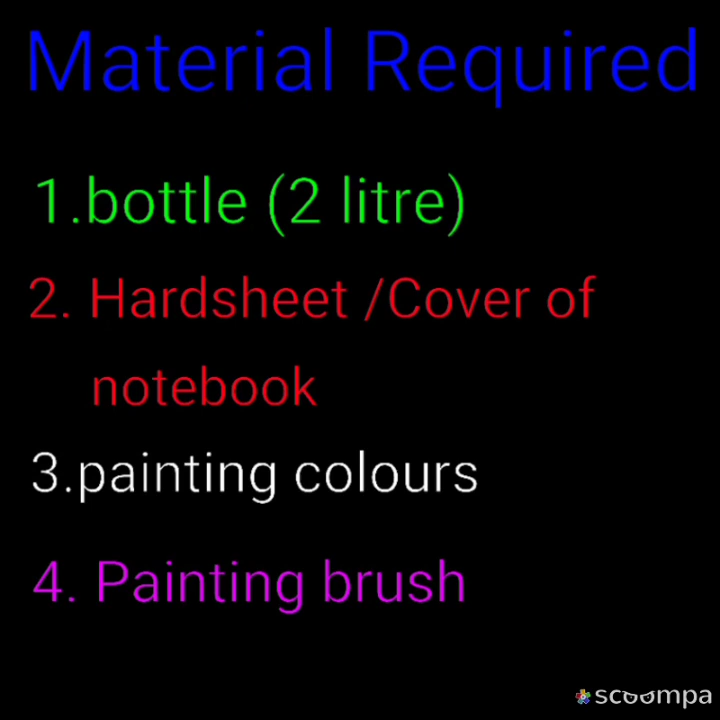 Material Required
1.bottle (2 litre)
2. Hardsheet /Cover of
notebook
3.painting colours
4. Painting brush
scoompa